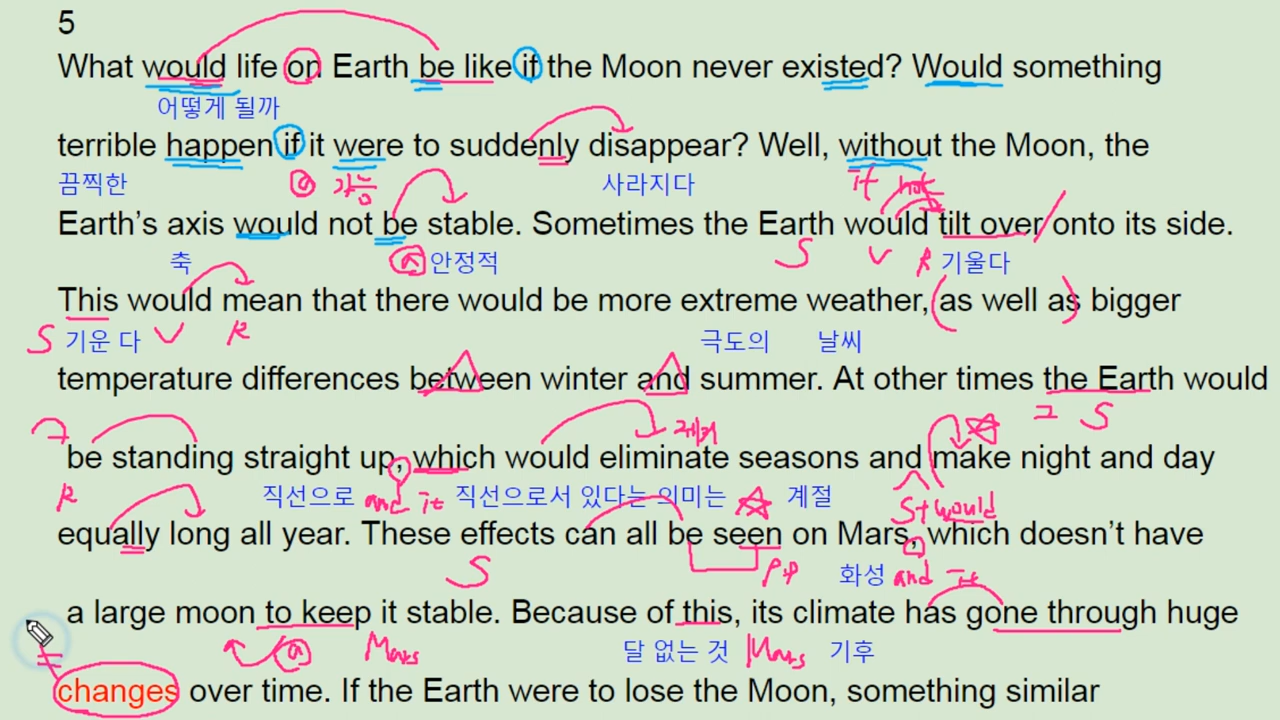 5
What would life on Earth be like if the Moon never existed? Would something
어떻게 될까
terrible happen if it were to suddenly disappear? Well, without the Moon, the
끔찍한 ⓐ 가능 사라지다 if not
Earth's axis would not be stable. Sometimes the Earth would tilt over / onto its side.
축 ⓐ 안정적 S V R 기울다
This would mean that there would be more extreme weather, (as well as) bigger
S 기운 다 V R 극도의 날씨
temperature differences between winter and summer. At other times the Earth would
그 S
be standing straight up, which would eliminate seasons and make night and day
R 직선으로 and it 직선으로서 있다는 의미는 제거 계절 S+would
equally long all year. These effects can all be seen on Mars, which doesn't have
S P.P 화성 and it
a large moon to keep it stable. Because of this, its climate has gone through huge
ⓐ Mars 달 없는 것 Mars 기후
changes over time. If the Earth were to lose the Moon, something similar